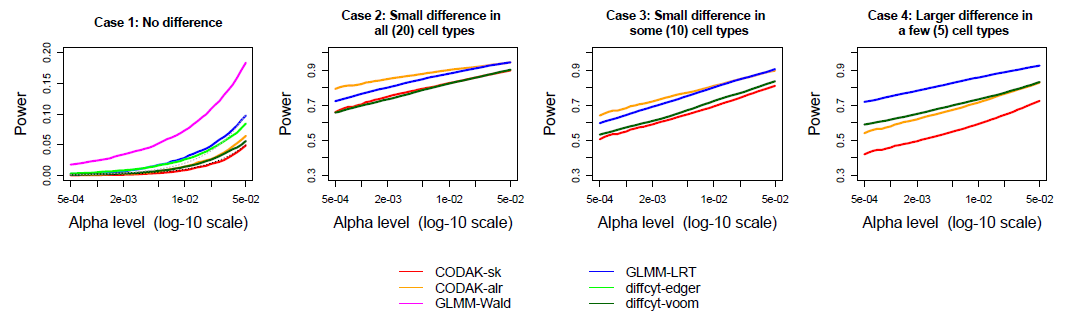 Case 1: No difference
Case 2: Small difference in
all (20) cell types
Case 3: Small difference in
some (10) cell types
Case 4: Larger difference in
a few (5) cell types
Power
0.00 0.05 0.10 0.15 0.20
5e-04 2e-03 1e-02 5e-02
Alpha level (log-10 scale)
Power
0.3 0.5 0.7 0.9
5e-04 2e-03 1e-02 5e-02
Alpha level (log-10 scale)
Power
0.3 0.5 0.7 0.9
5e-04 2e-03 1e-02 5e-02
Alpha level (log-10 scale)
Power
0.3 0.5 0.7 0.9
5e-04 2e-03 1e-02 5e-02
Alpha level (log-10 scale)
CODAK-sk
CODAK-alr
GLMM-Wald
GLMM-LRT
diffcyt-edger
diffcyt-voom